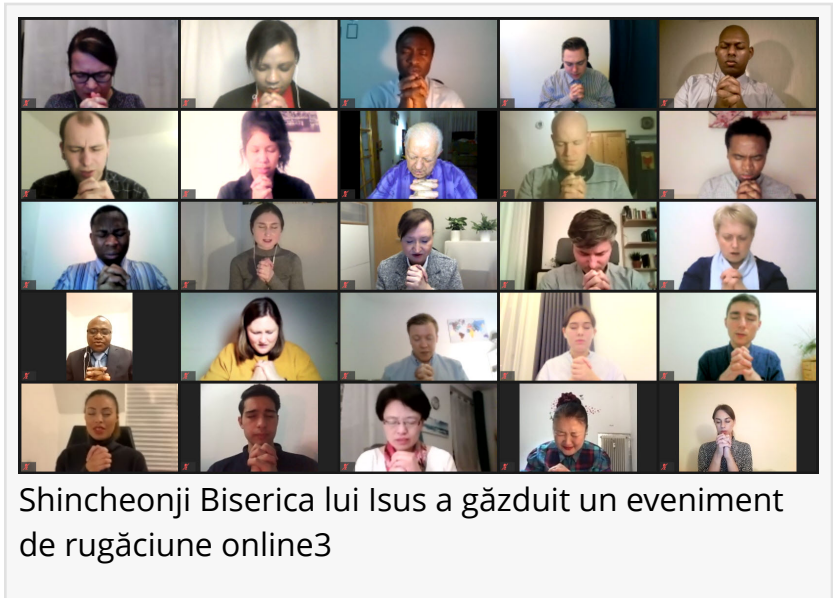 Shincheonji Biserica lui Isus a găzduit un eveniment
de rugăciune online3